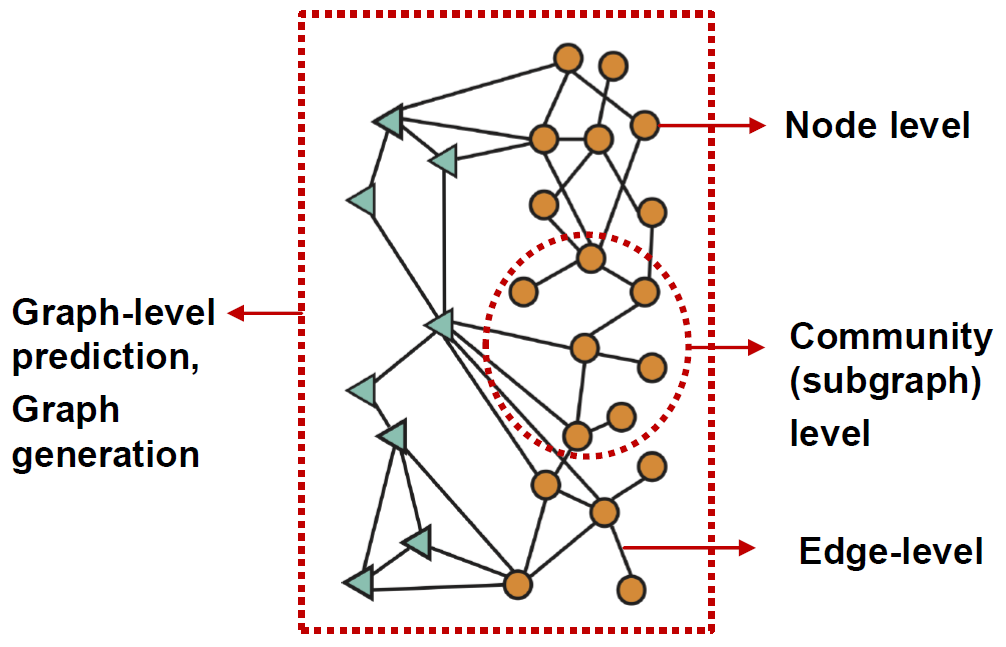 Node level
Graph-level
prediction,
Graph
generation
Community
(subgraph)
level
Edge-level